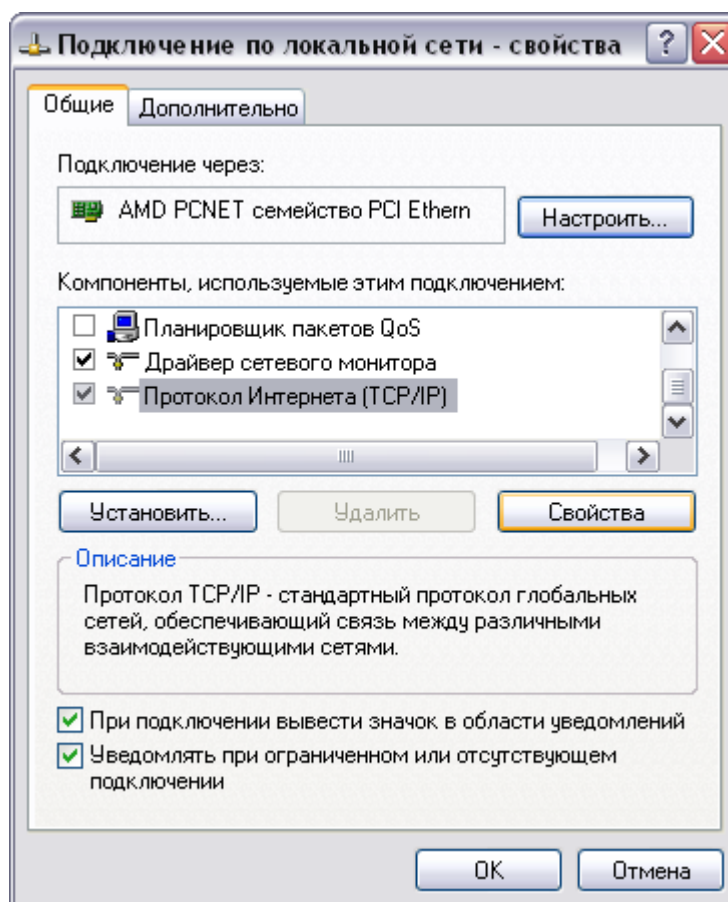 Подключение по локальной сети - свойства
Общие
Дополнительно
Подключение через:
AMD PCNET семейство PCI Ethern
Настроить...
Компоненты, используемые этим подключением:
Планировщик пакетов QoS
Драйвер сетевого монитора
Протокол Интернета (TCP/IP)
Установить...
Удалить
Свойства
Описание
Протокол TCP/IP - стандартный протокол глобальных
сетей, обеспечивающий связь между различными
взаимодействующими сетями.
При подключении вывести значок в области уведомлений
Уведомлять при ограниченном или отсутствующем
подключении
OK
Отмена